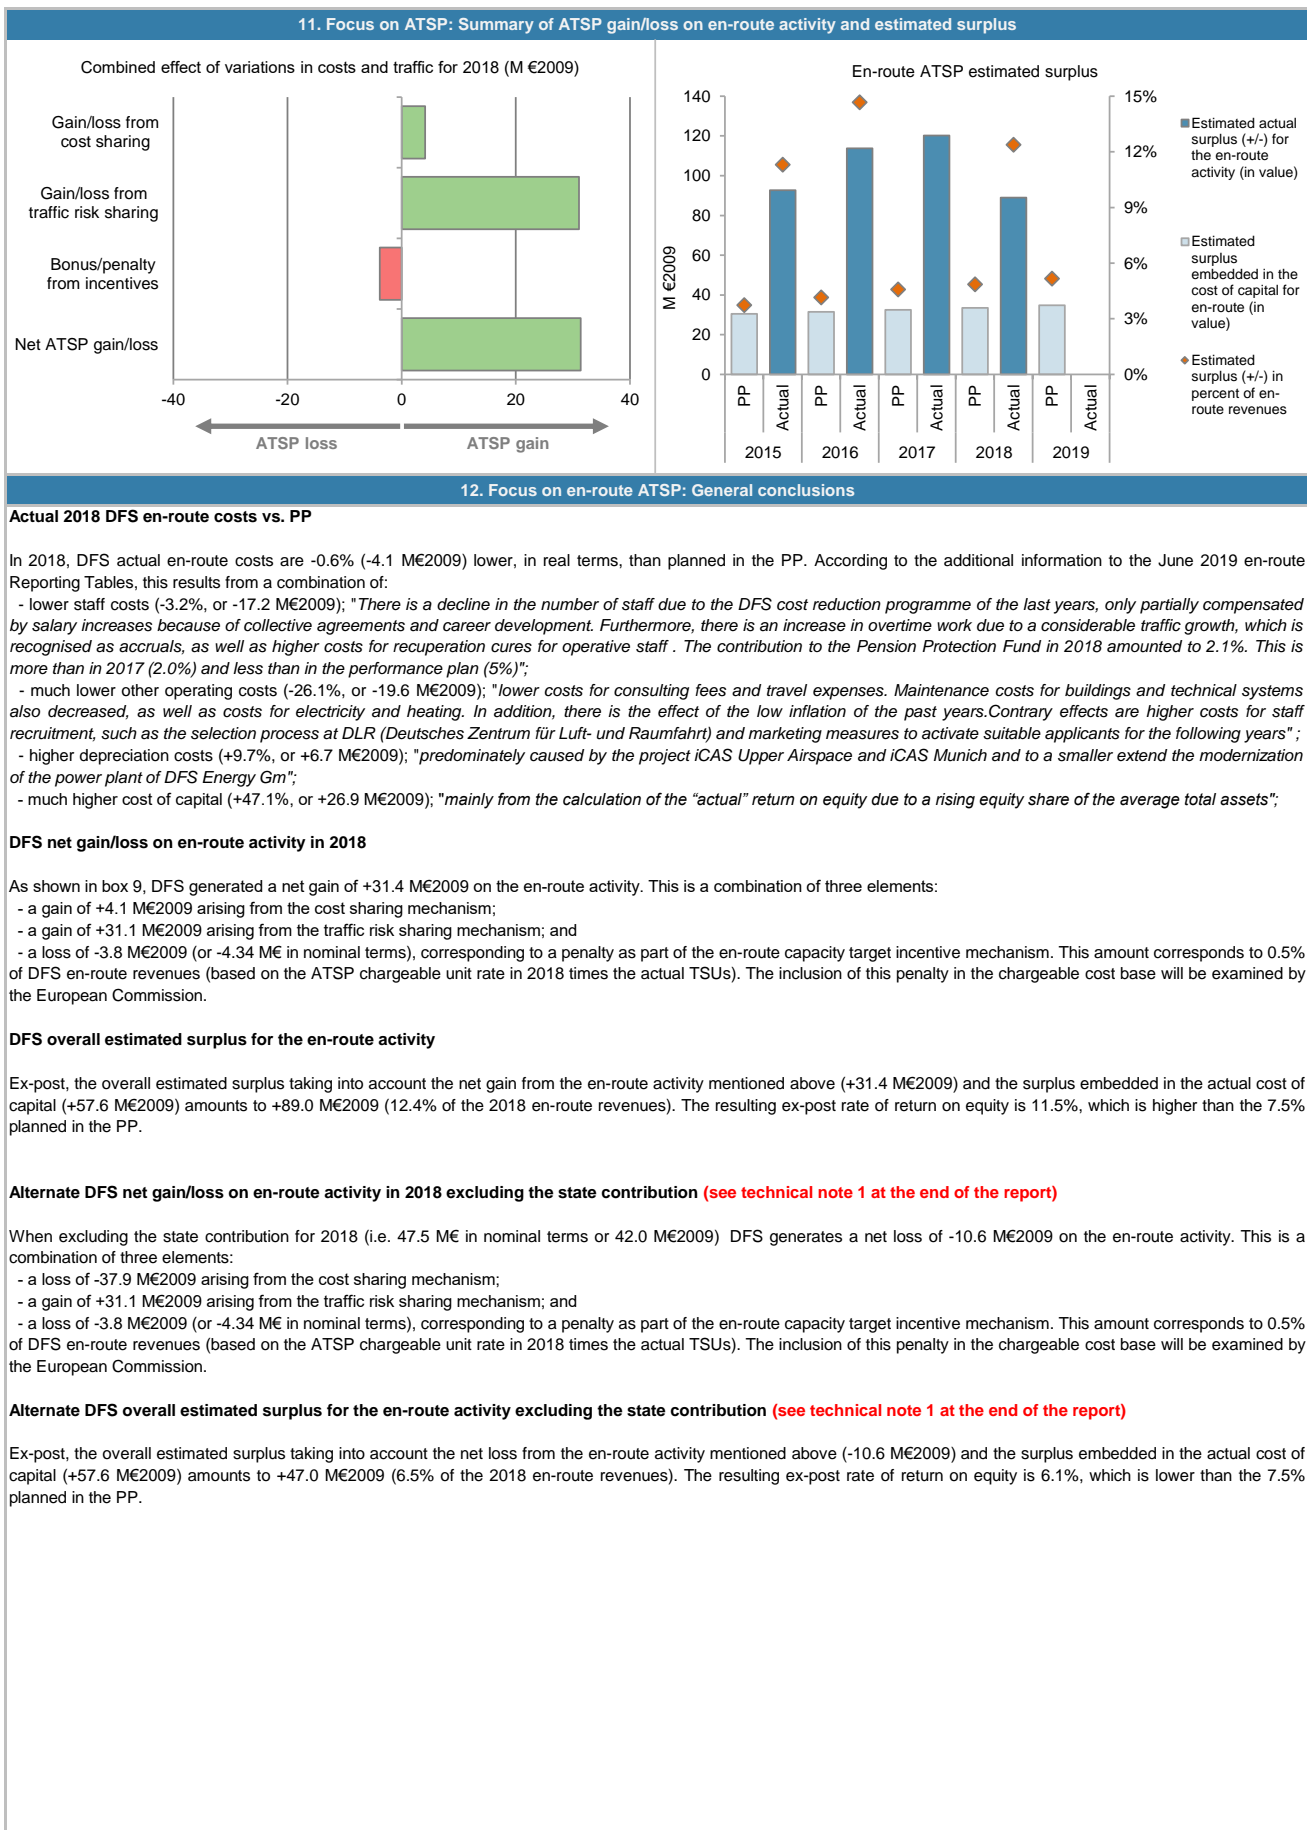 11. Focus on ATSP: Summary of ATSP gain/loss on en-route activity and estimated surplus
Combined effect of variations in costs and traffic for 2018 (M €2009)
Gain/loss from
cost sharing
Gain/loss from
traffic risk sharing
Bonus/penalty
from incentives
Net ATSP gain/loss
-40
-20
0
20
40
ATSP loss
ATSP gain
En-route ATSP estimated surplus
M €2009
140
120
100
80
60
40
20
0
15%
12%
9%
6%
3%
0%
PP
Actual
PP
Actual
PP
Actual
PP
Actual
PP
Actual
2015
2016
2017
2018
2019
Estimated actual
surplus (+/-) for
the en-route
activity (in value)
Estimated
surplus
embedded in the
cost of capital for
en-route (in
value)
Estimated
surplus (+/-) in
percent of en-
route revenues
12. Focus on en-route ATSP: General conclusions
Actual 2018 DFS en-route costs vs. PP
In 2018, DFS actual en-route costs are -0.6% (-4.1 M€2009) lower, in real terms, than planned in the PP. According to the additional information to the June 2019 en-route
Reporting Tables, this results from a combination of:
- lower staff costs (-3.2%, or -17.2 M€2009); "There is a decline in the number of staff due to the DFS cost reduction programme of the last years, only partially compensated
by salary increases because of collective agreements and career development. Furthermore, there is an increase in overtime work due to a considerable traffic growth, which is
recognised as accruals, as well as higher costs for recuperation cures for operative staff . The contribution to the Pension Protection Fund in 2018 amounted to 2.1%. This is
more than in 2017 (2.0%) and less than in the performance plan (5%)";
- much lower other operating costs (-26.1%, or -19.6 M€2009); "lower costs for consulting fees and travel expenses. Maintenance costs for buildings and technical systems
also decreased, as well as costs for electricity and heating. In addition, there is the effect of the low inflation of the past years.Contrary effects are higher costs for staff
recruitment, such as the selection process at DLR (Deutsches Zentrum für Luft- und Raumfahrt) and marketing measures to activate suitable applicants for the following years" ;
- higher depreciation costs (+9.7%, or +6.7 M€2009); "predominately caused by the project iCAS Upper Airspace and iCAS Munich and to a smaller extend the modernization
of the power plant of DFS Energy Gm";
- much higher cost of capital (+47.1%, or +26.9 M€2009); "mainly from the calculation of the “actual” return on equity due to a rising equity share of the average total assets";
DFS net gain/loss on en-route activity in 2018
As shown in box 9, DFS generated a net gain of +31.4 M€2009 on the en-route activity. This is a combination of three elements:
- a gain of +4.1 M€2009 arising from the cost sharing mechanism;
- a gain of +31.1 M€2009 arising from the traffic risk sharing mechanism; and
- a loss of -3.8 M€2009 (or -4.34 M€ in nominal terms), corresponding to a penalty as part of the en-route capacity target incentive mechanism. This amount corresponds to 0.5%
of DFS en-route revenues (based on the ATSP chargeable unit rate in 2018 times the actual TSUs). The inclusion of this penalty in the chargeable cost base will be examined by
the European Commission.
DFS overall estimated surplus for the en-route activity
Ex-post, the overall estimated surplus taking into account the net gain from the en-route activity mentioned above (+31.4 M€2009) and the surplus embedded in the actual cost of
capital (+57.6 M€2009) amounts to +89.0 M€2009 (12.4% of the 2018 en-route revenues). The resulting ex-post rate of return on equity is 11.5%, which is higher than the 7.5%
planned in the PP.
Alternate DFS net gain/loss on en-route activity in 2018 excluding the state contribution (see technical note 1 at the end of the report)
When excluding the state contribution for 2018 (i.e. 47.5 M€ in nominal terms or 42.0 M€2009) DFS generates a net loss of -10.6 M€2009 on the en-route activity. This is a
combination of three elements:
- a loss of -37.9 M€2009 arising from the cost sharing mechanism;
- a gain of +31.1 M€2009 arising from the traffic risk sharing mechanism; and
- a loss of -3.8 M€2009 (or -4.34 M€ in nominal terms), corresponding to a penalty as part of the en-route capacity target incentive mechanism. This amount corresponds to 0.5%
of DFS en-route revenues (based on the ATSP chargeable unit rate in 2018 times the actual TSUs). The inclusion of this penalty in the chargeable cost base will be examined by
the European Commission.
Alternate DFS overall estimated surplus for the en-route activity excluding the state contribution (see technical note 1 at the end of the report)
Ex-post, the overall estimated surplus taking into account the net loss from the en-route activity mentioned above (-10.6 M€2009) and the surplus embedded in the actual cost of
capital (+57.6 M€2009) amounts to +47.0 M€2009 (6.5% of the 2018 en-route revenues). The resulting ex-post rate of return on equity is 6.1%, which is lower than the 7.5%
planned in the PP.